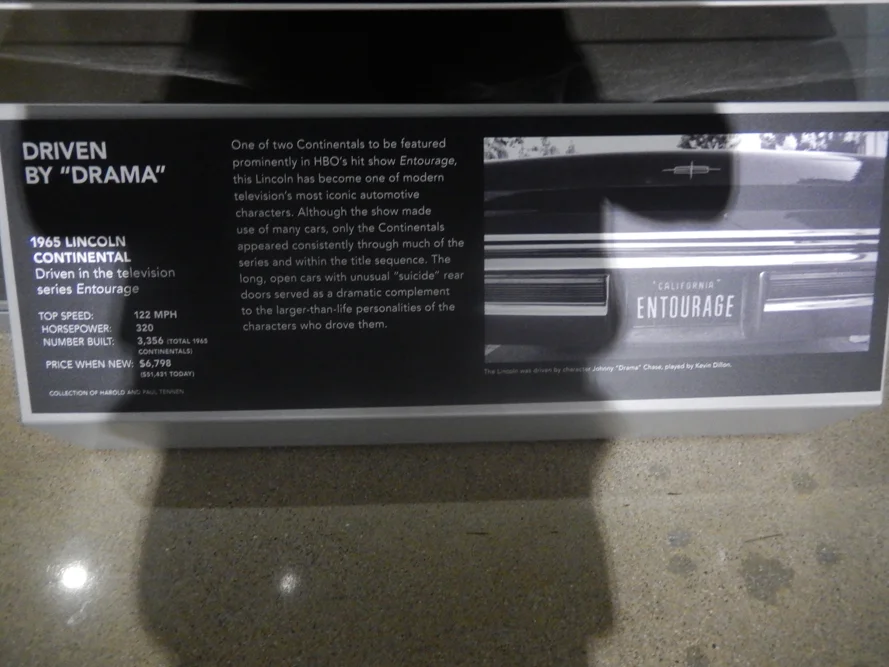 DRIVEN
BY “DRAMA”
1965 LINCOLN
CONTINENTAL
Driven in the television
series Entourage
TOP SPEED: 122 MPH
HORSEPOWER: 320
NUMBER BUILT: 3,356 (TOTAL 1965
CONTINENTALS)
PRICE WHEN NEW: $6,798
($51,431 TODAY)
COLLECTION OF HAROLD AND PAUL TENNEN
One of two Continentals to be featured
prominently in HBO’s hit show Entourage,
this Lincoln has become one of modern
television’s most iconic automotive
characters. Although the show made
use of many cars, only the Continentals
appeared consistently through much of the
series and within the title sequence. The
long, open cars with unusual “suicide” rear
doors served as a dramatic complement
to the larger-than-life personalities of the
characters who drove them.
CALIFORNIA
ENTOURAGE
The Lincoln was driven by character Johnny “Drama” Chase, played by Kevin Dillon.